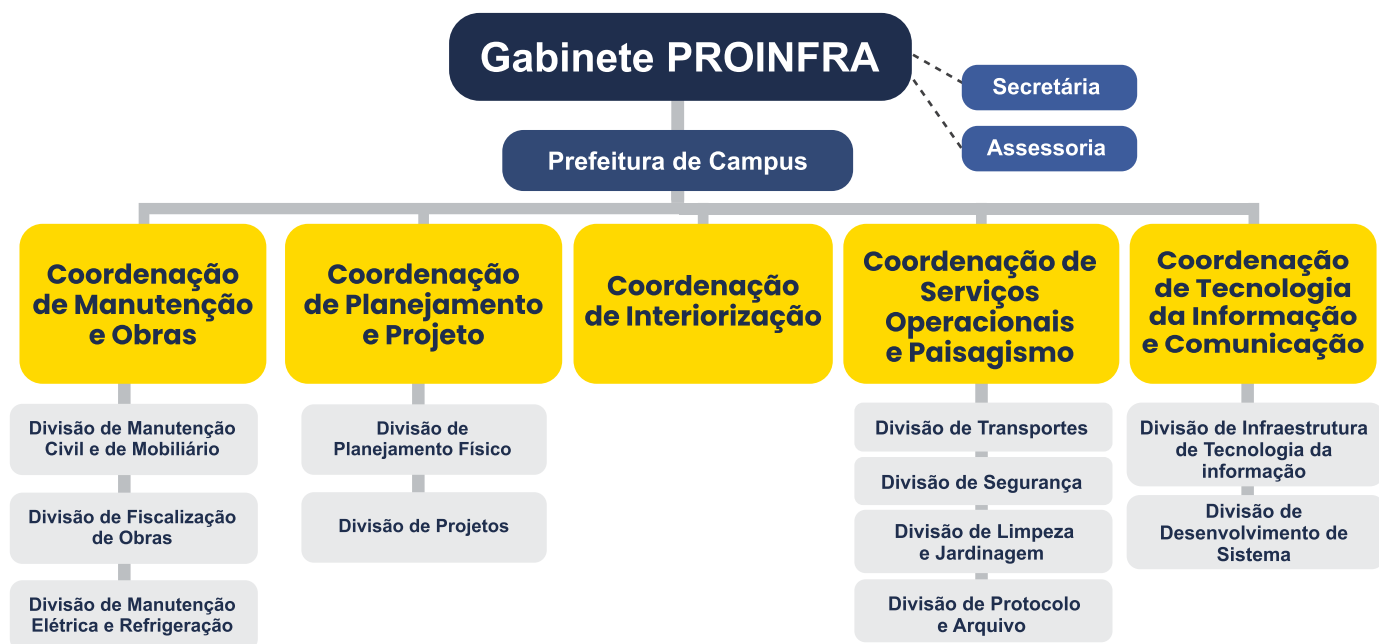 Gabinete PROINFRA
Secretária
Assessoria
Prefeitura de Campus
Coordenação
de Manutenção
e Obras
Divisão de Manutenção
Civil e de Mobiliário
Divisão de Fiscalização
de Obras
Divisão de Manutenção
Elétrica e Refrigeração
Coordenação
de Planejamento
e Projeto
Divisão de
Planejamento Físico
Divisão de Projetos
Coordenação
de Interiorização
Coordenação de
Serviços
Operacionais
e Paisagismo
Divisão de Transportes
Divisão de Segurança
Divisão de Limpeza
e Jardinagem
Divisão de Protocolo
e Arquivo
Coordenação
de Tecnologia
da Informação
e Comunicação
Divisão de Infraestrutura
de Tecnologia da
informação
Divisão de
Desenvolvimento de
Sistema